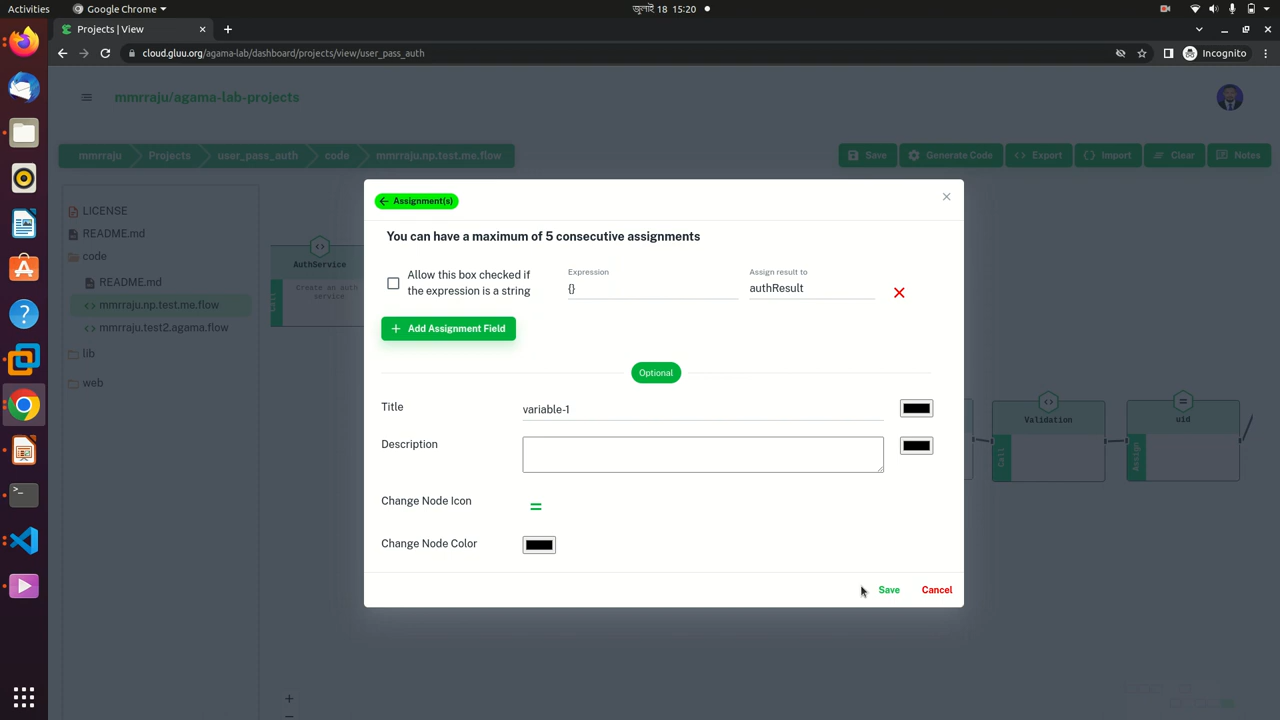 Activities
Google Chrome
জুলাই 18 15:20
Projects | View
cloud.gluu.org/agama-lab/dashboard/projects/view/user_pass_auth
Incognito
mmrraju/agama-lab-projects
mmrraju
Projects
user_pass_auth
code
mmrraju.np.test.me.flow
Save
Generate Code
Export
Import
Clear
Notes
LICENSE
README.md
code
README.md
mmrraju.np.test.me.flow
mmrraju.test2.agama.flow
lib
web
AuthService
Create an auth
service
Call
Assignment(s)
You can have a maximum of 5 consecutive assignments
Allow this box checked if
the expression is a string
Expression
{}
Assign result to
authResult
Add Assignment Field
Optional
Title
variable-1
Description
Change Node Icon
Change Node Color
Save
Cancel
Validation
Call
uid
Assign